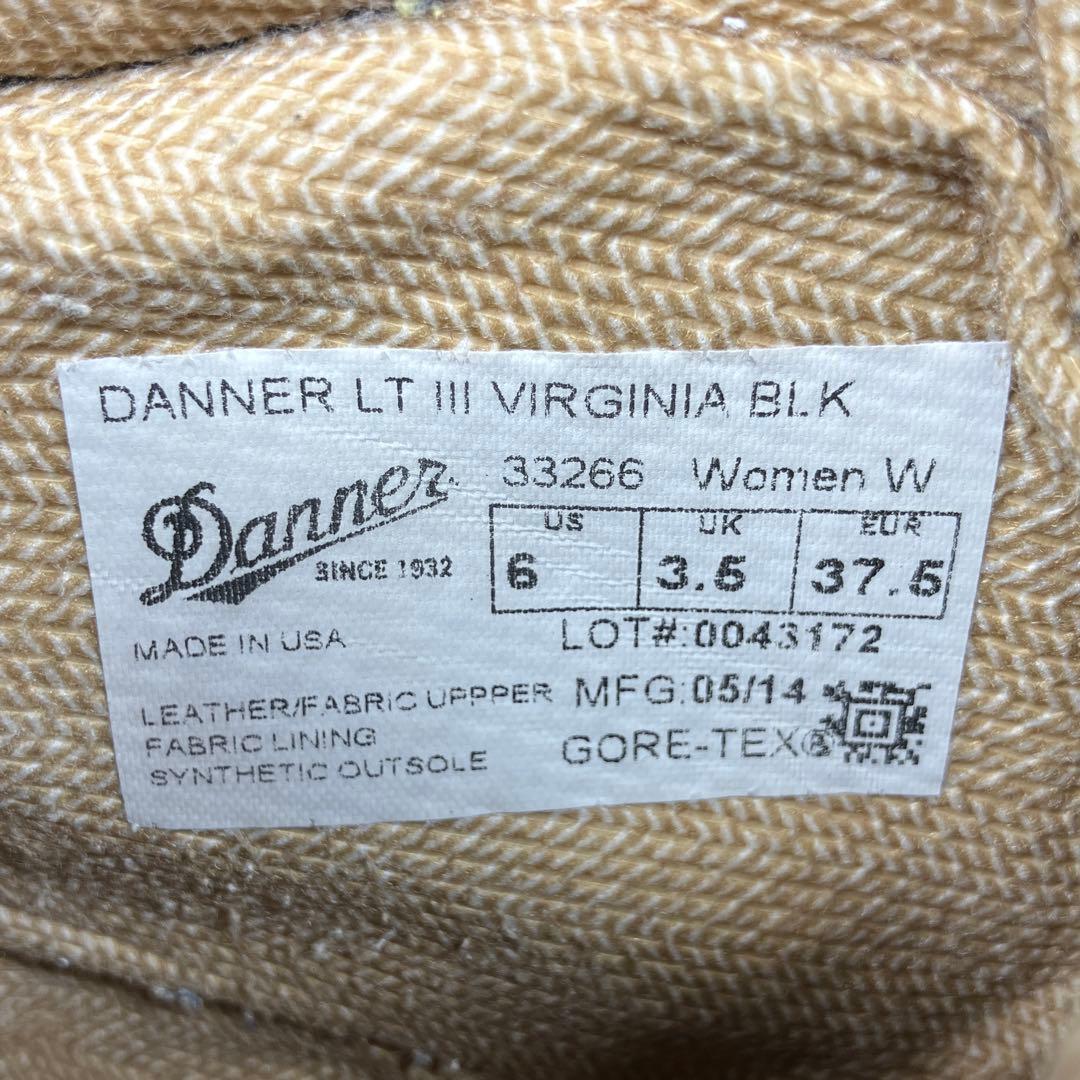 DANNER LT III VIRGINIA BLK
Danner
SINCE 1932
33266 Women W
US UK EUR
6 3.5 37.5
MADE IN USA
LOT#:0043172
LEATHER/FABRIC UPPPER
FABRIC LINING
SYNTHETIC OUTSOLE
MFG:05/14
GORE-TEX®